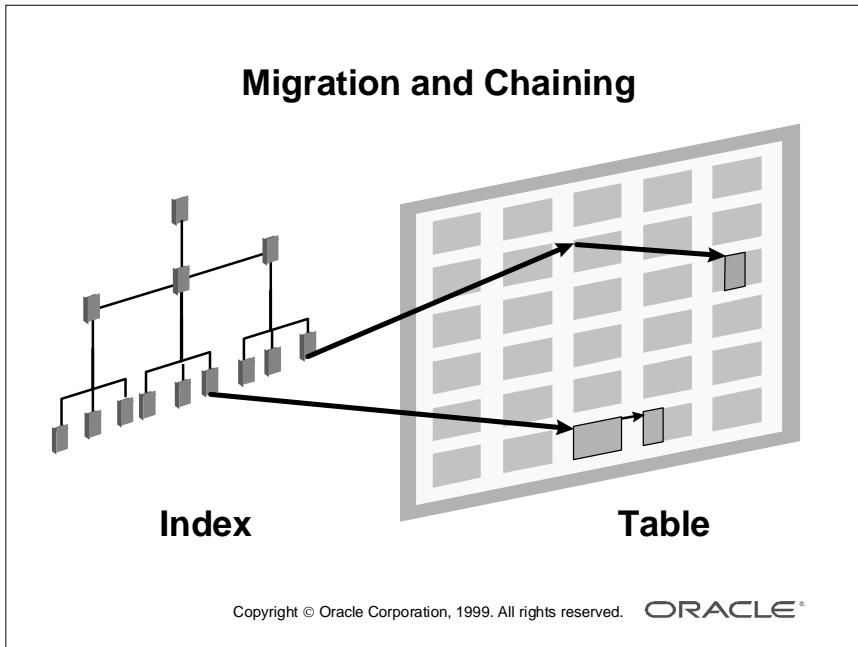 Migration and Chaining
Index
Table
Copyright © Oracle Corporation, 1999. All rights reserved.
ORACLE®